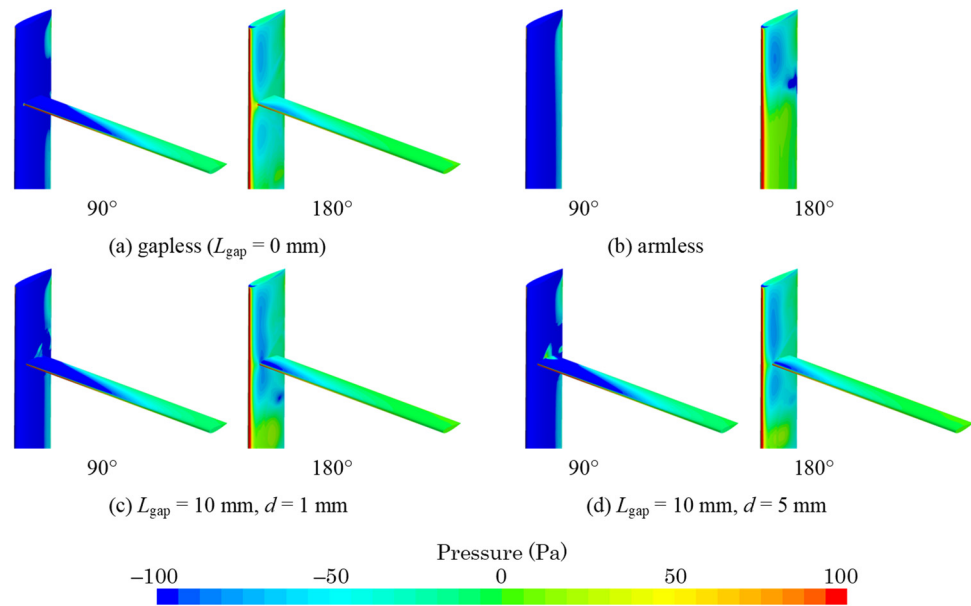 90° 180° 90° 180°
(a) gapless (Lgap = 0 mm) (b) armless
90° 180° 90° 180°
(c) Lgap = 10 mm, d = 1 mm (d) Lgap = 10 mm, d = 5 mm
Pressure (Pa)
−100 −50 0 50 100